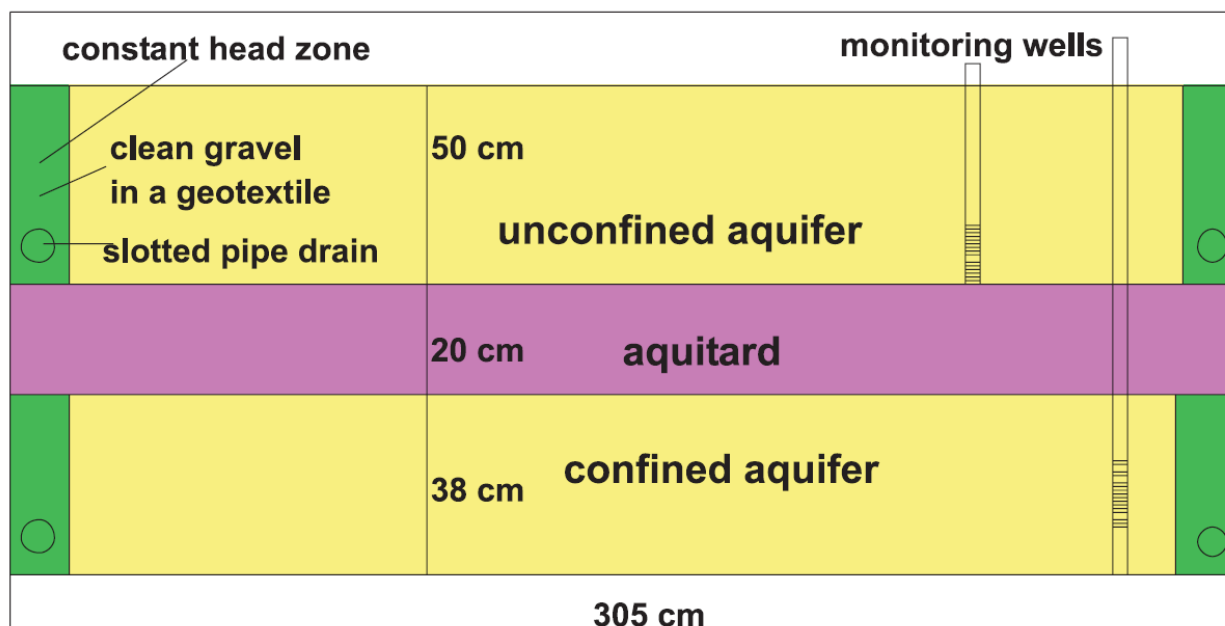 constant head zone
monitoring wells
clean gravel
in a geotextile
50 cm
slotted pipe drain
unconfined aquifer
20 cm
aquitard
confined aquifer
38 cm
305 cm